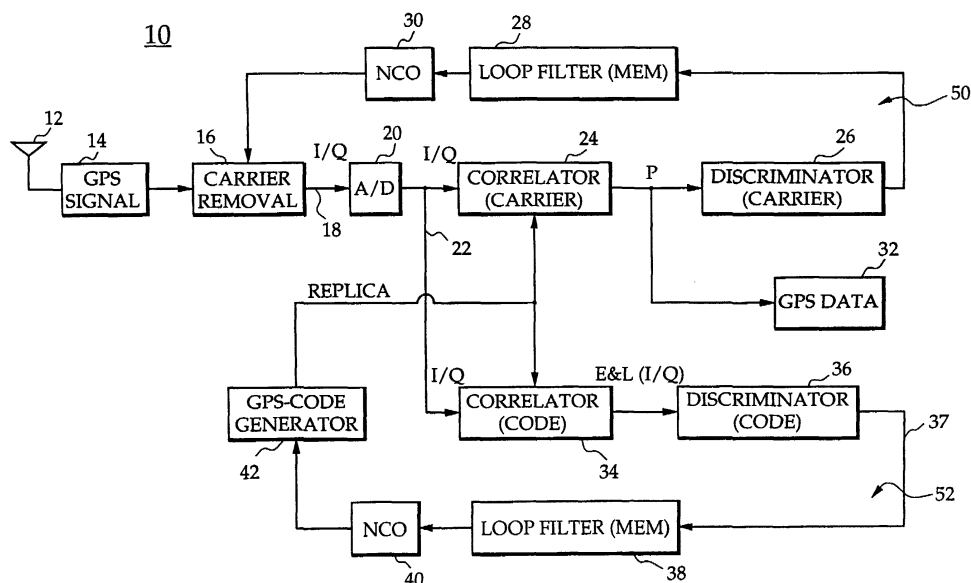 10
30
NCO
28
LOOP FILTER (MEM)
50
12
14
GPS
SIGNAL
16
CARRIER
REMOVAL
I/Q
18
20
A/D
I/Q
22
24
CORRELATOR
(CARRIER)
P
26
DISCRIMINATOR
(CARRIER)
32
GPS DATA
REPLICA
I/Q
GPS-CODE
GENERATOR
42
CORRELATOR
(CODE)
34
E&L (I/Q)
36
DISCRIMINATOR
(CODE)
37
52
NCO
40
LOOP FILTER (MEM)
38